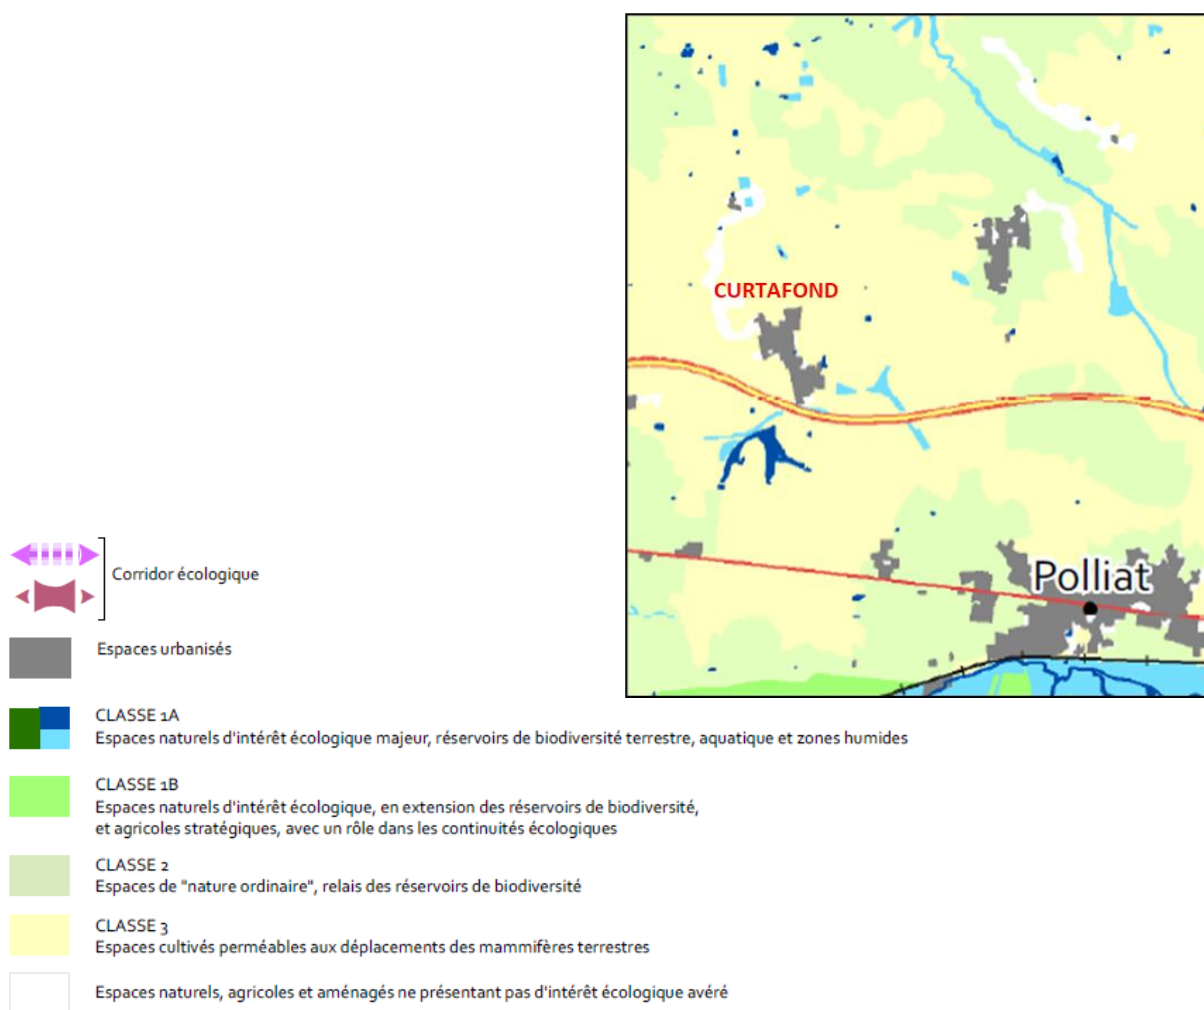 CURTAFOND
Polliat
Corridor écologique
Espaces urbanisés
CLASSE 1A
Espaces naturels d'intérêt écologique majeur, réservoirs de biodiversité terrestre, aquatique et zones humides
CLASSE 1B
Espaces naturels d'intérêt écologique, en extension des réservoirs de biodiversité,
et agricoles stratégiques, avec un rôle dans les continuités écologiques
CLASSE 2
Espaces de "nature ordinaire", relais des réservoirs de biodiversité
CLASSE 3
Espaces cultivés perméables aux déplacements des mammifères terrestres
Espaces naturels, agricoles et aménagés ne présentant pas d'intérêt écologique avéré